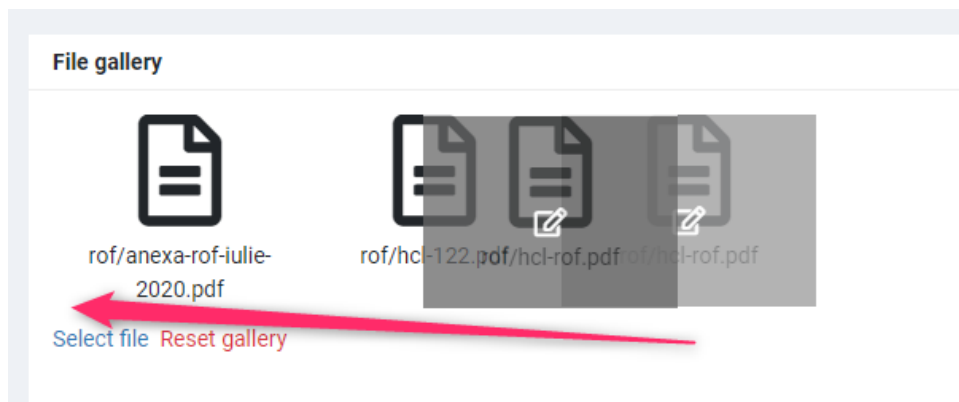 File gallery
rof/anexa-rof-iulie-
2020.pdf
rof/hcl-122.pdf
rof/hcl-rof.pdf
rof/hcl-rof.pdf
Select file Reset gallery